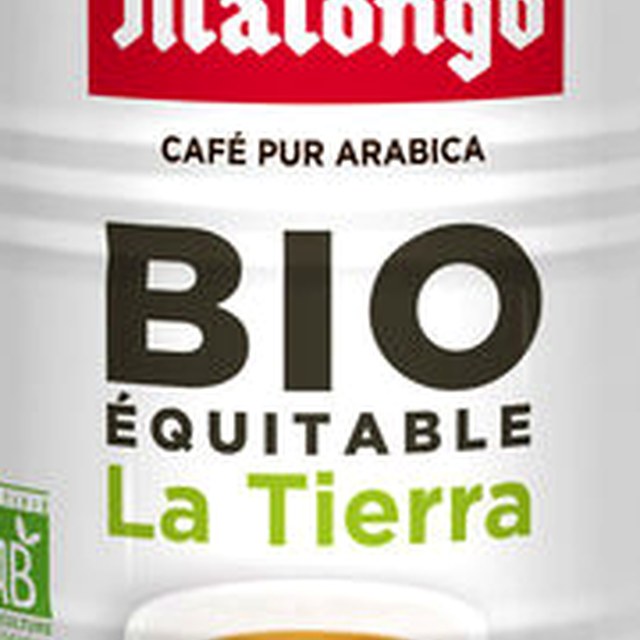 Malongo
CAFÉ PUR ARABICA
BIO
ÉQUITABLE
La Tierra
AB